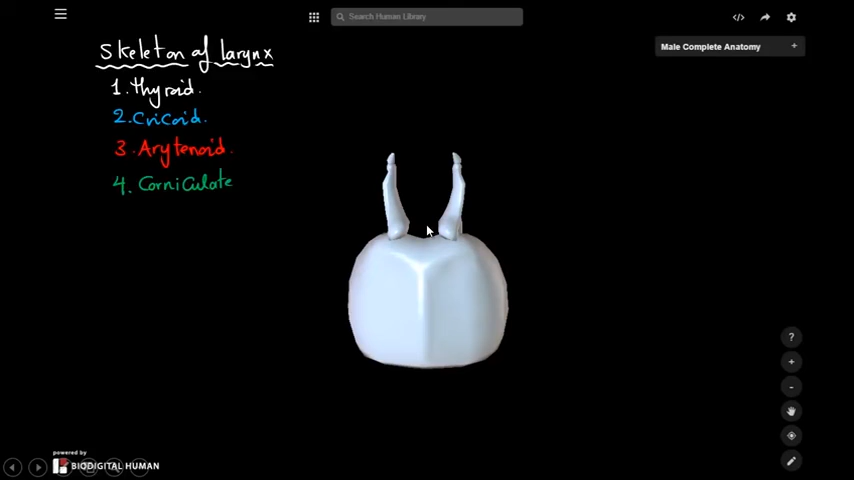 Search Human Library
Male Complete Anatomy
Skeleton of larynx
1. thyroid.
2. Cricoid.
3. Arytenoid.
4. Corniculate
powered by
BIODIGITAL HUMAN